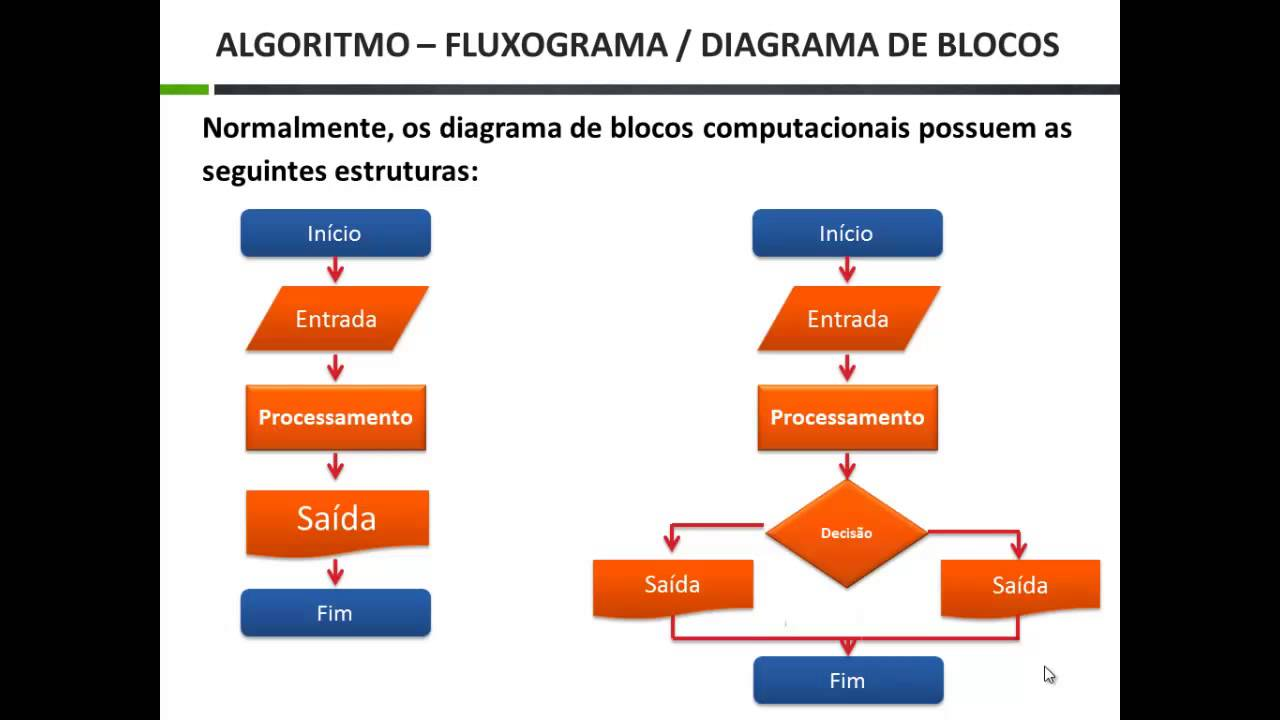 ALGORITMO – FLUXOGRAMA / DIAGRAMA DE BLOCOS
Normalmente, os diagrama de blocos computacionais possuem as
seguintes estruturas:
Início
Entrada
Processamento
Saída
Fim
Início
Entrada
Processamento
Decisão
Saída
Saída
Fim